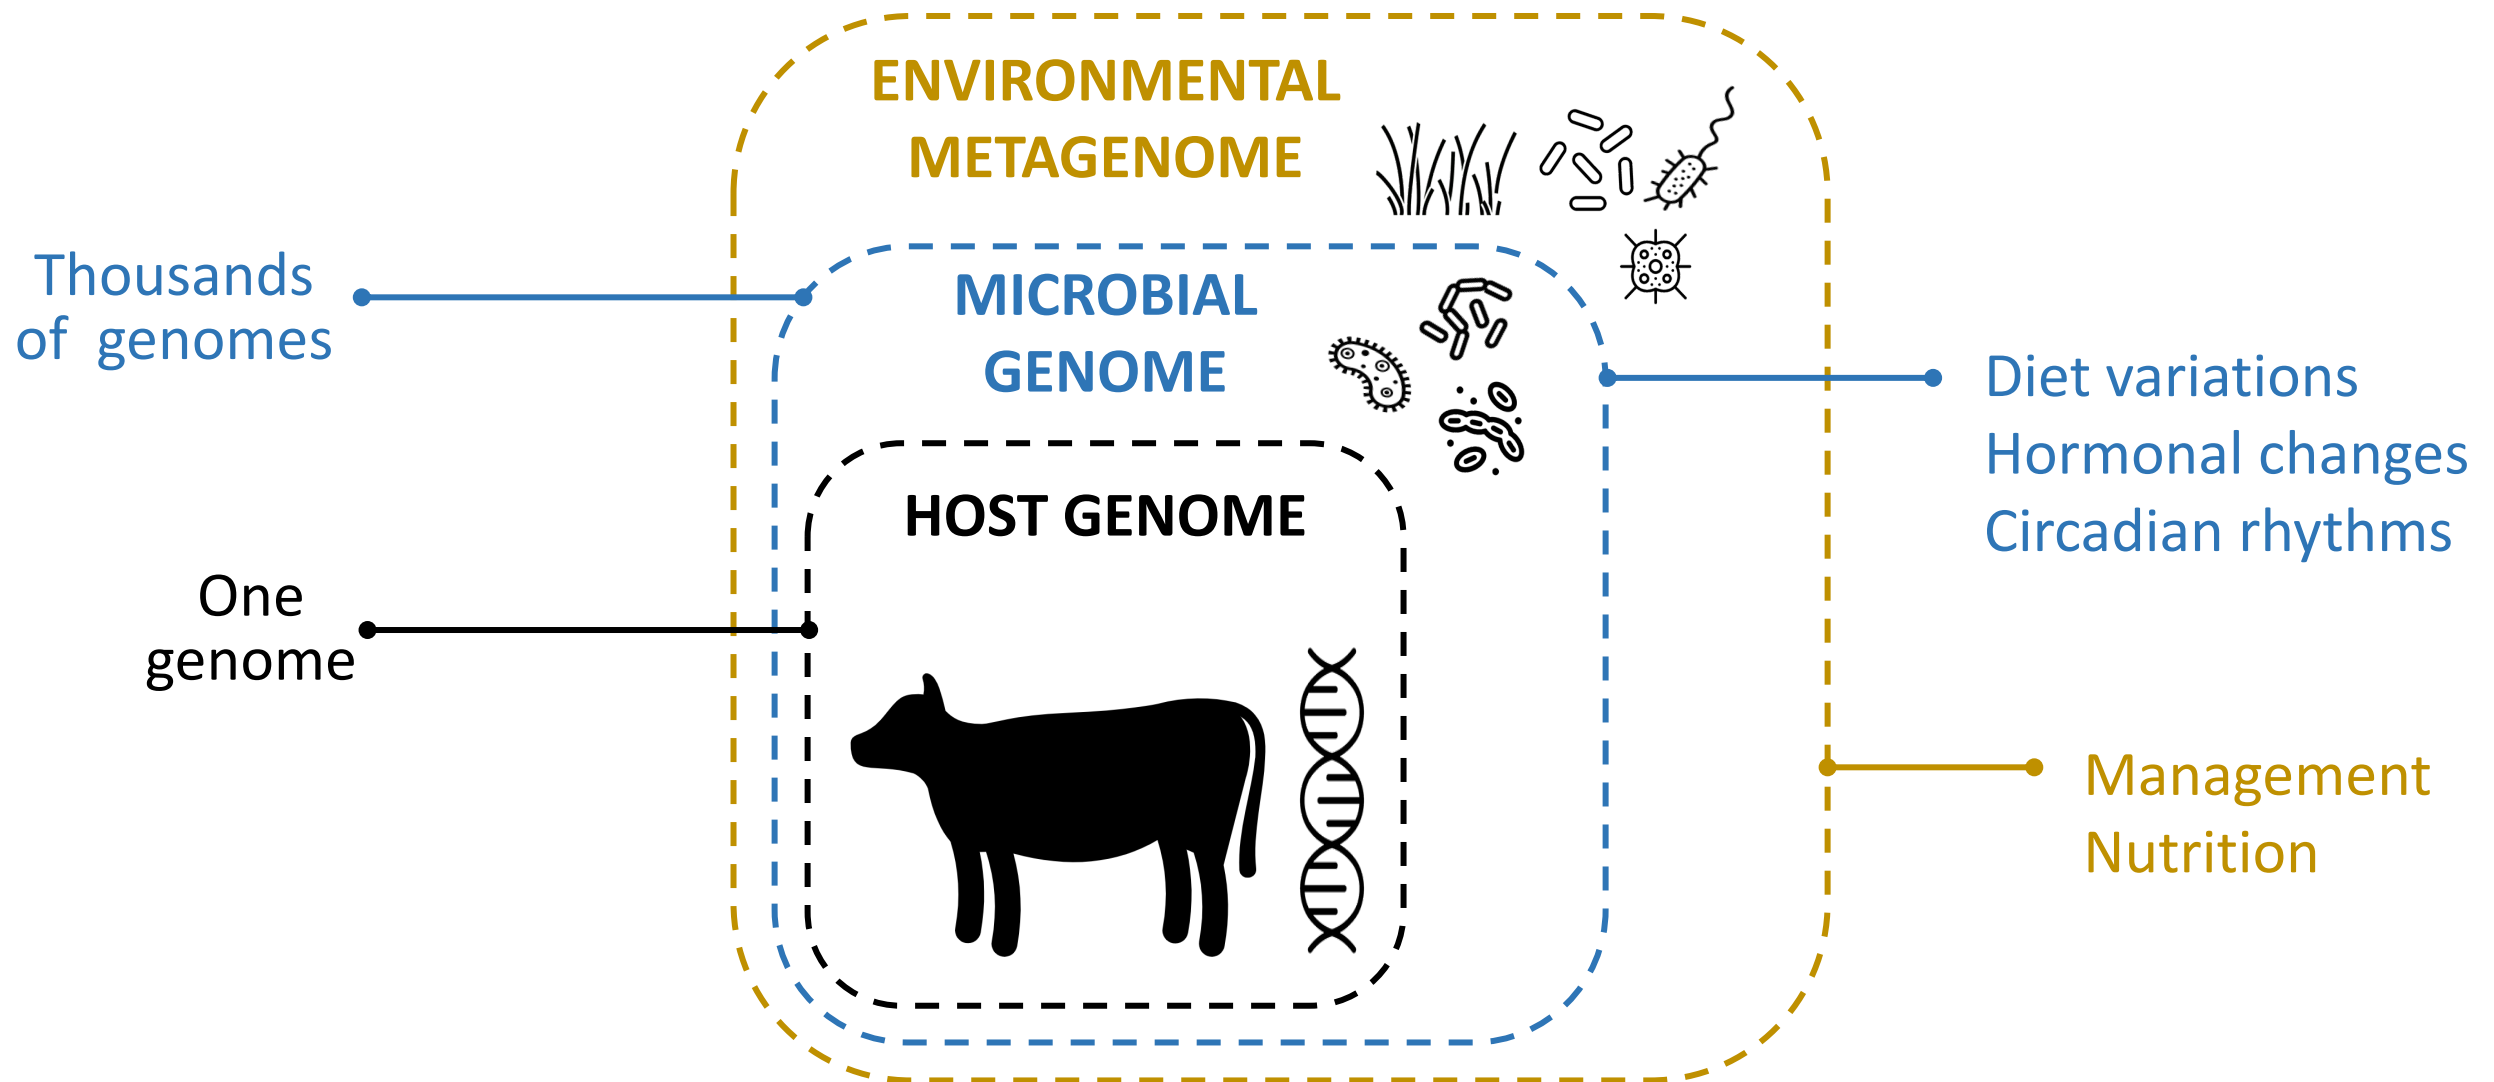 ENVIRONMENTAL
METAGENOME
MICROBIAL
GENOME
HOST GENOME
Thousands
of genomes
One
genome
Diet variations
Hormonal changes
Circadian rhythms
Management
Nutrition